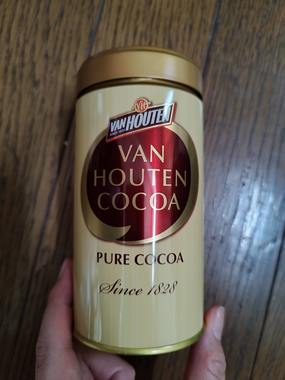 VAN HOUTEN
VAN
HOUTEN
COCOA
PURE COCOA
Since 1828